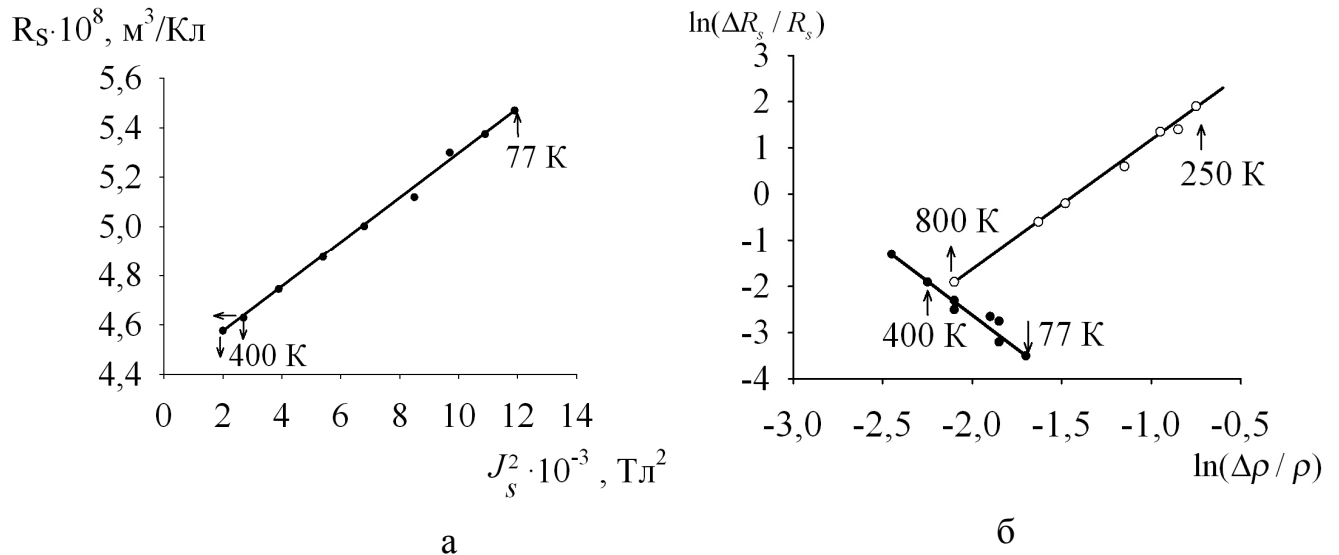 R_S·10^8, м^3/Кл
5,6
5,4
5,2
5,0
4,8
4,6
4,4
77 К
400 К
0 2 4 6 8 10 12 14
J_s^2 ·10^-3 , Тл^2
а
ln(ΔR_s / R_s)
3
2
1
0
-1
-2
-3
-4
250 К
800 К
400 К
77 К
-3,0 -2,5 -2,0 -1,5 -1,0 -0,5
ln(Δρ / ρ)
б